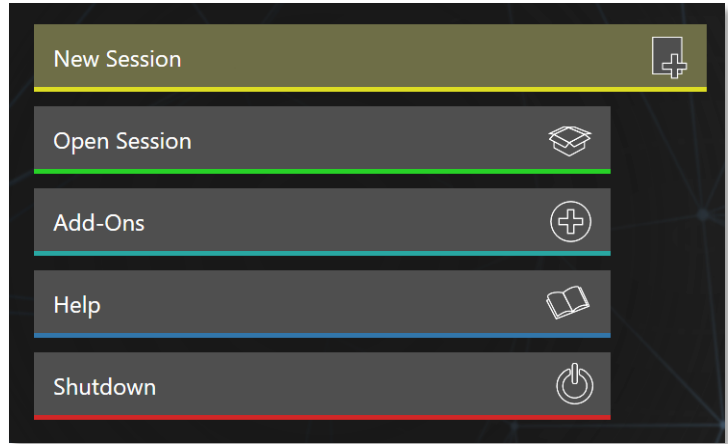 New Session
Open Session
Add-Ons
Help
Shutdown